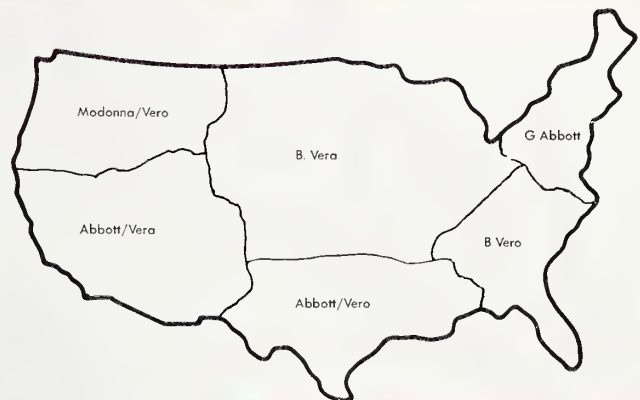 Modonna/Vero
B. Vera
G Abbott
Abbott/Vera
B Vero
Abbott/Vero